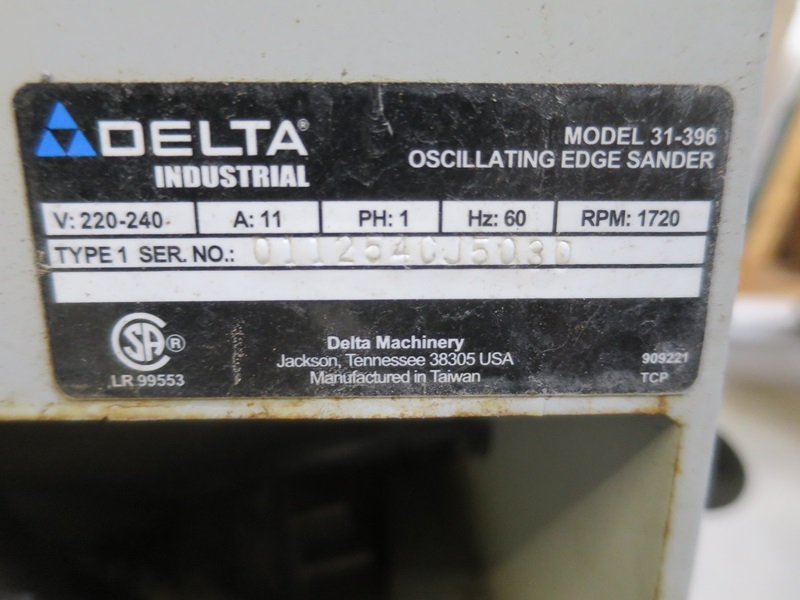 DELTA®
INDUSTRIAL
MODEL 31-396
OSCILLATING EDGE SANDER
V: 220-240 A: 11 PH: 1 Hz: 60 RPM: 1720
TYPE 1 SER. NO.:
CSA ®
LR 99553
Delta Machinery
Jackson, Tennessee 38305 USA
Manufactured in Taiwan
909221
TCP